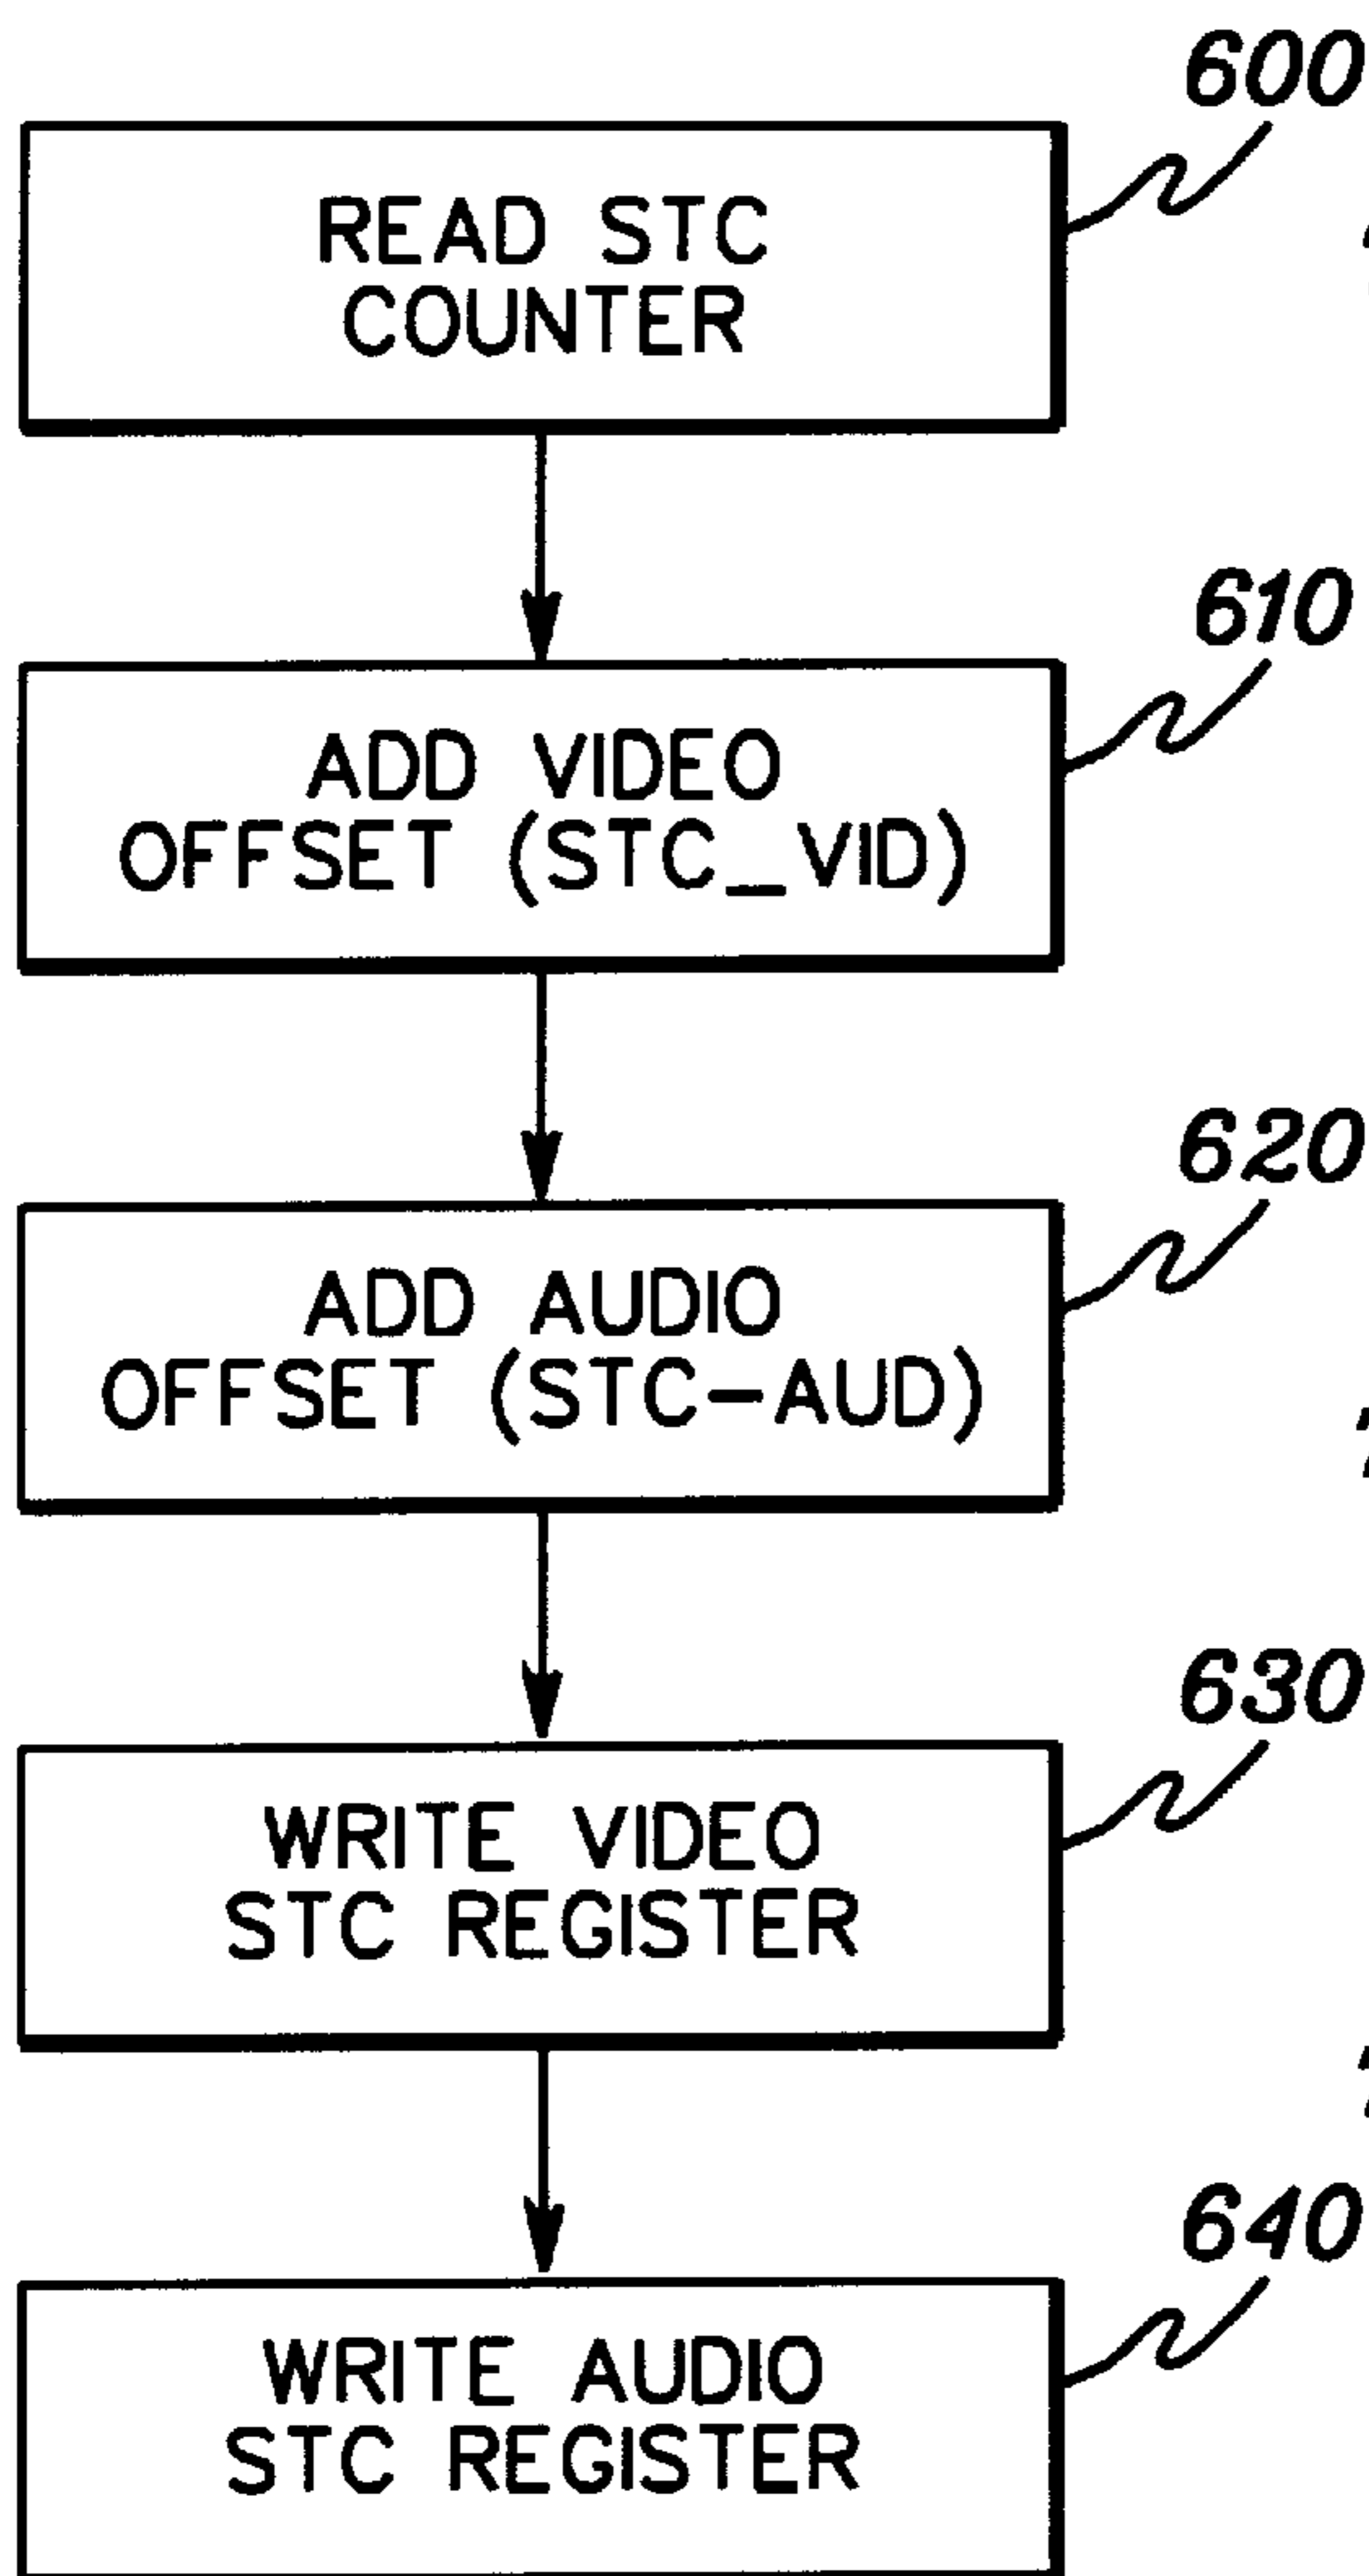 600
READ STC
COUNTER
610
ADD VIDEO
OFFSET (STC_VID)
620
ADD AUDIO
OFFSET (STC-AUD)
630
WRITE VIDEO
STC REGISTER
640
WRITE AUDIO
STC REGISTER